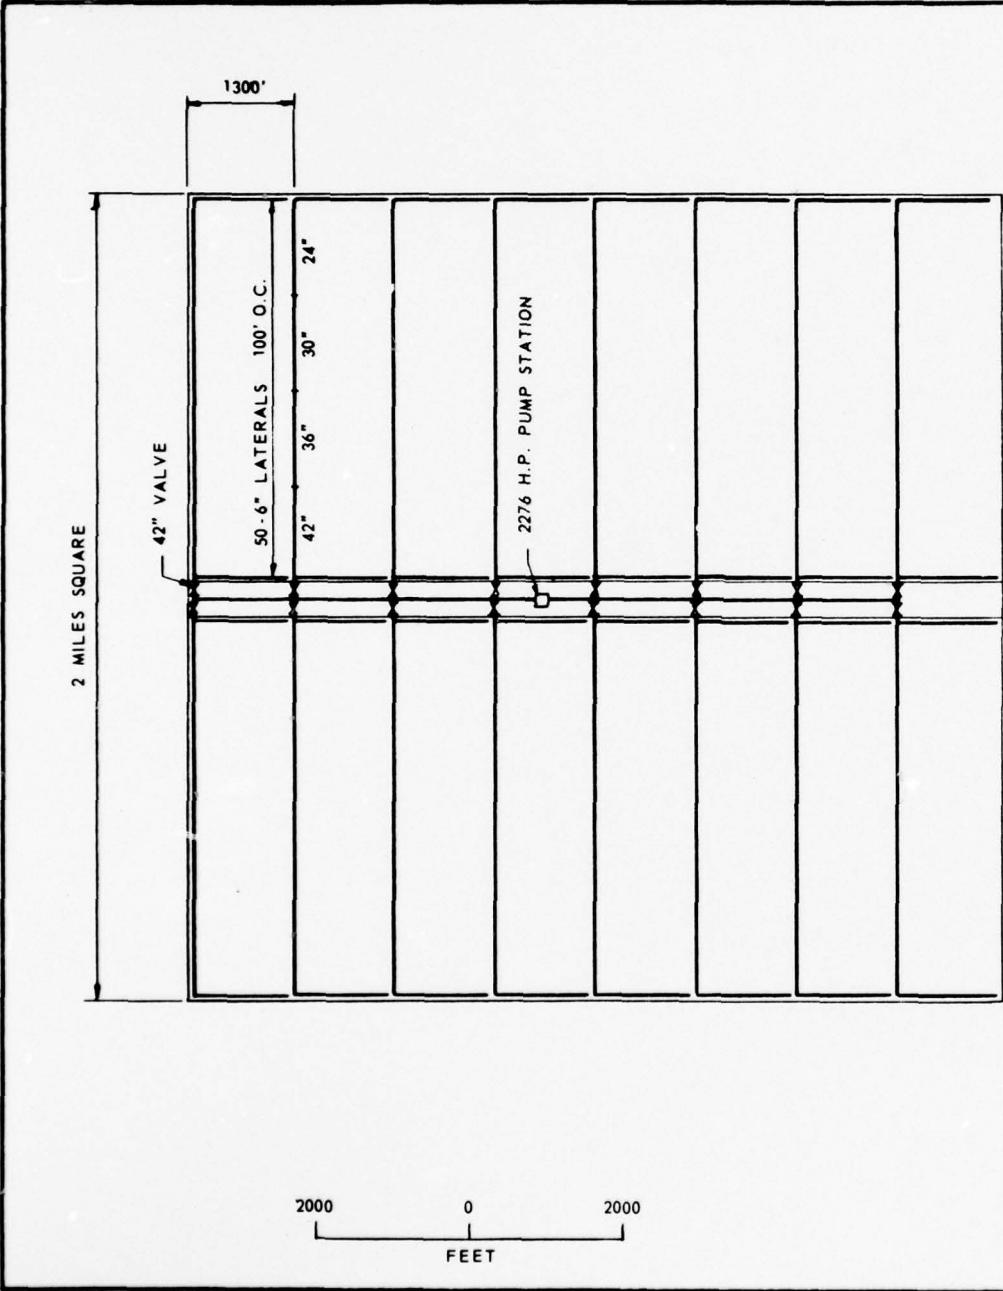 1300'
2 MILES SQUARE
42" VALVE
50-6" LATERALS 100' O.C.
24"
30"
36"
42"
2276 H.P. PUMP STATION
2000 0 2000
FEET